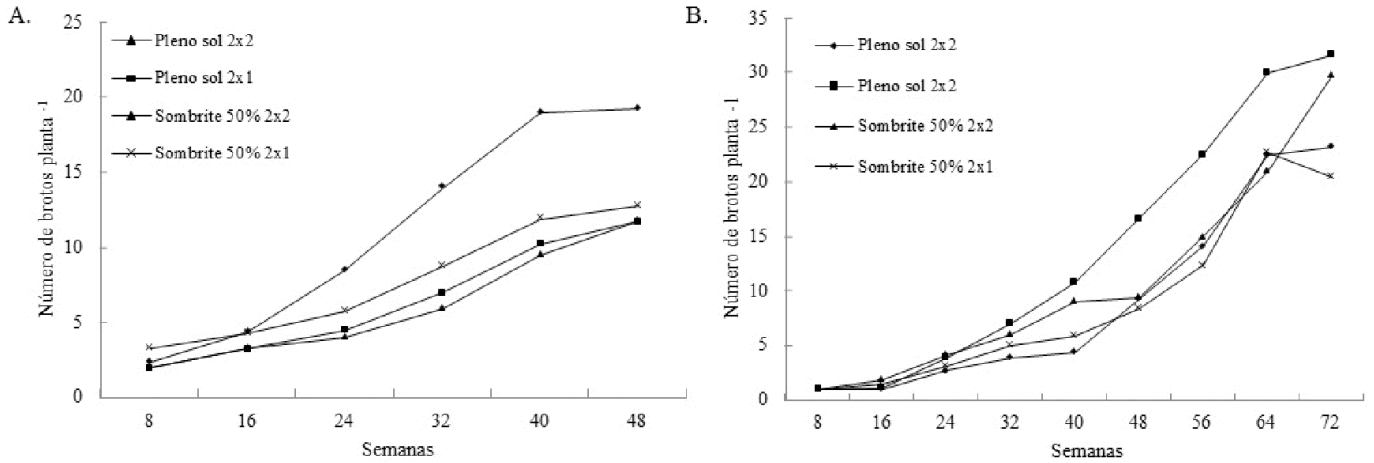 A.
Número de brotos planta -1
25
20
15
10
5
0
Pleno sol 2x2
Pleno sol 2x1
Sombrite 50% 2x2
Sombrite 50% 2x1
8 16 24 32 40 48
Semanas
B.
Número de brotos planta -1
35
30
25
20
15
10
5
0
Pleno sol 2x2
Pleno sol 2x2
Sombrite 50% 2x2
Sombrite 50% 2x1
8 16 24 32 40 48 56 64 72
Semanas